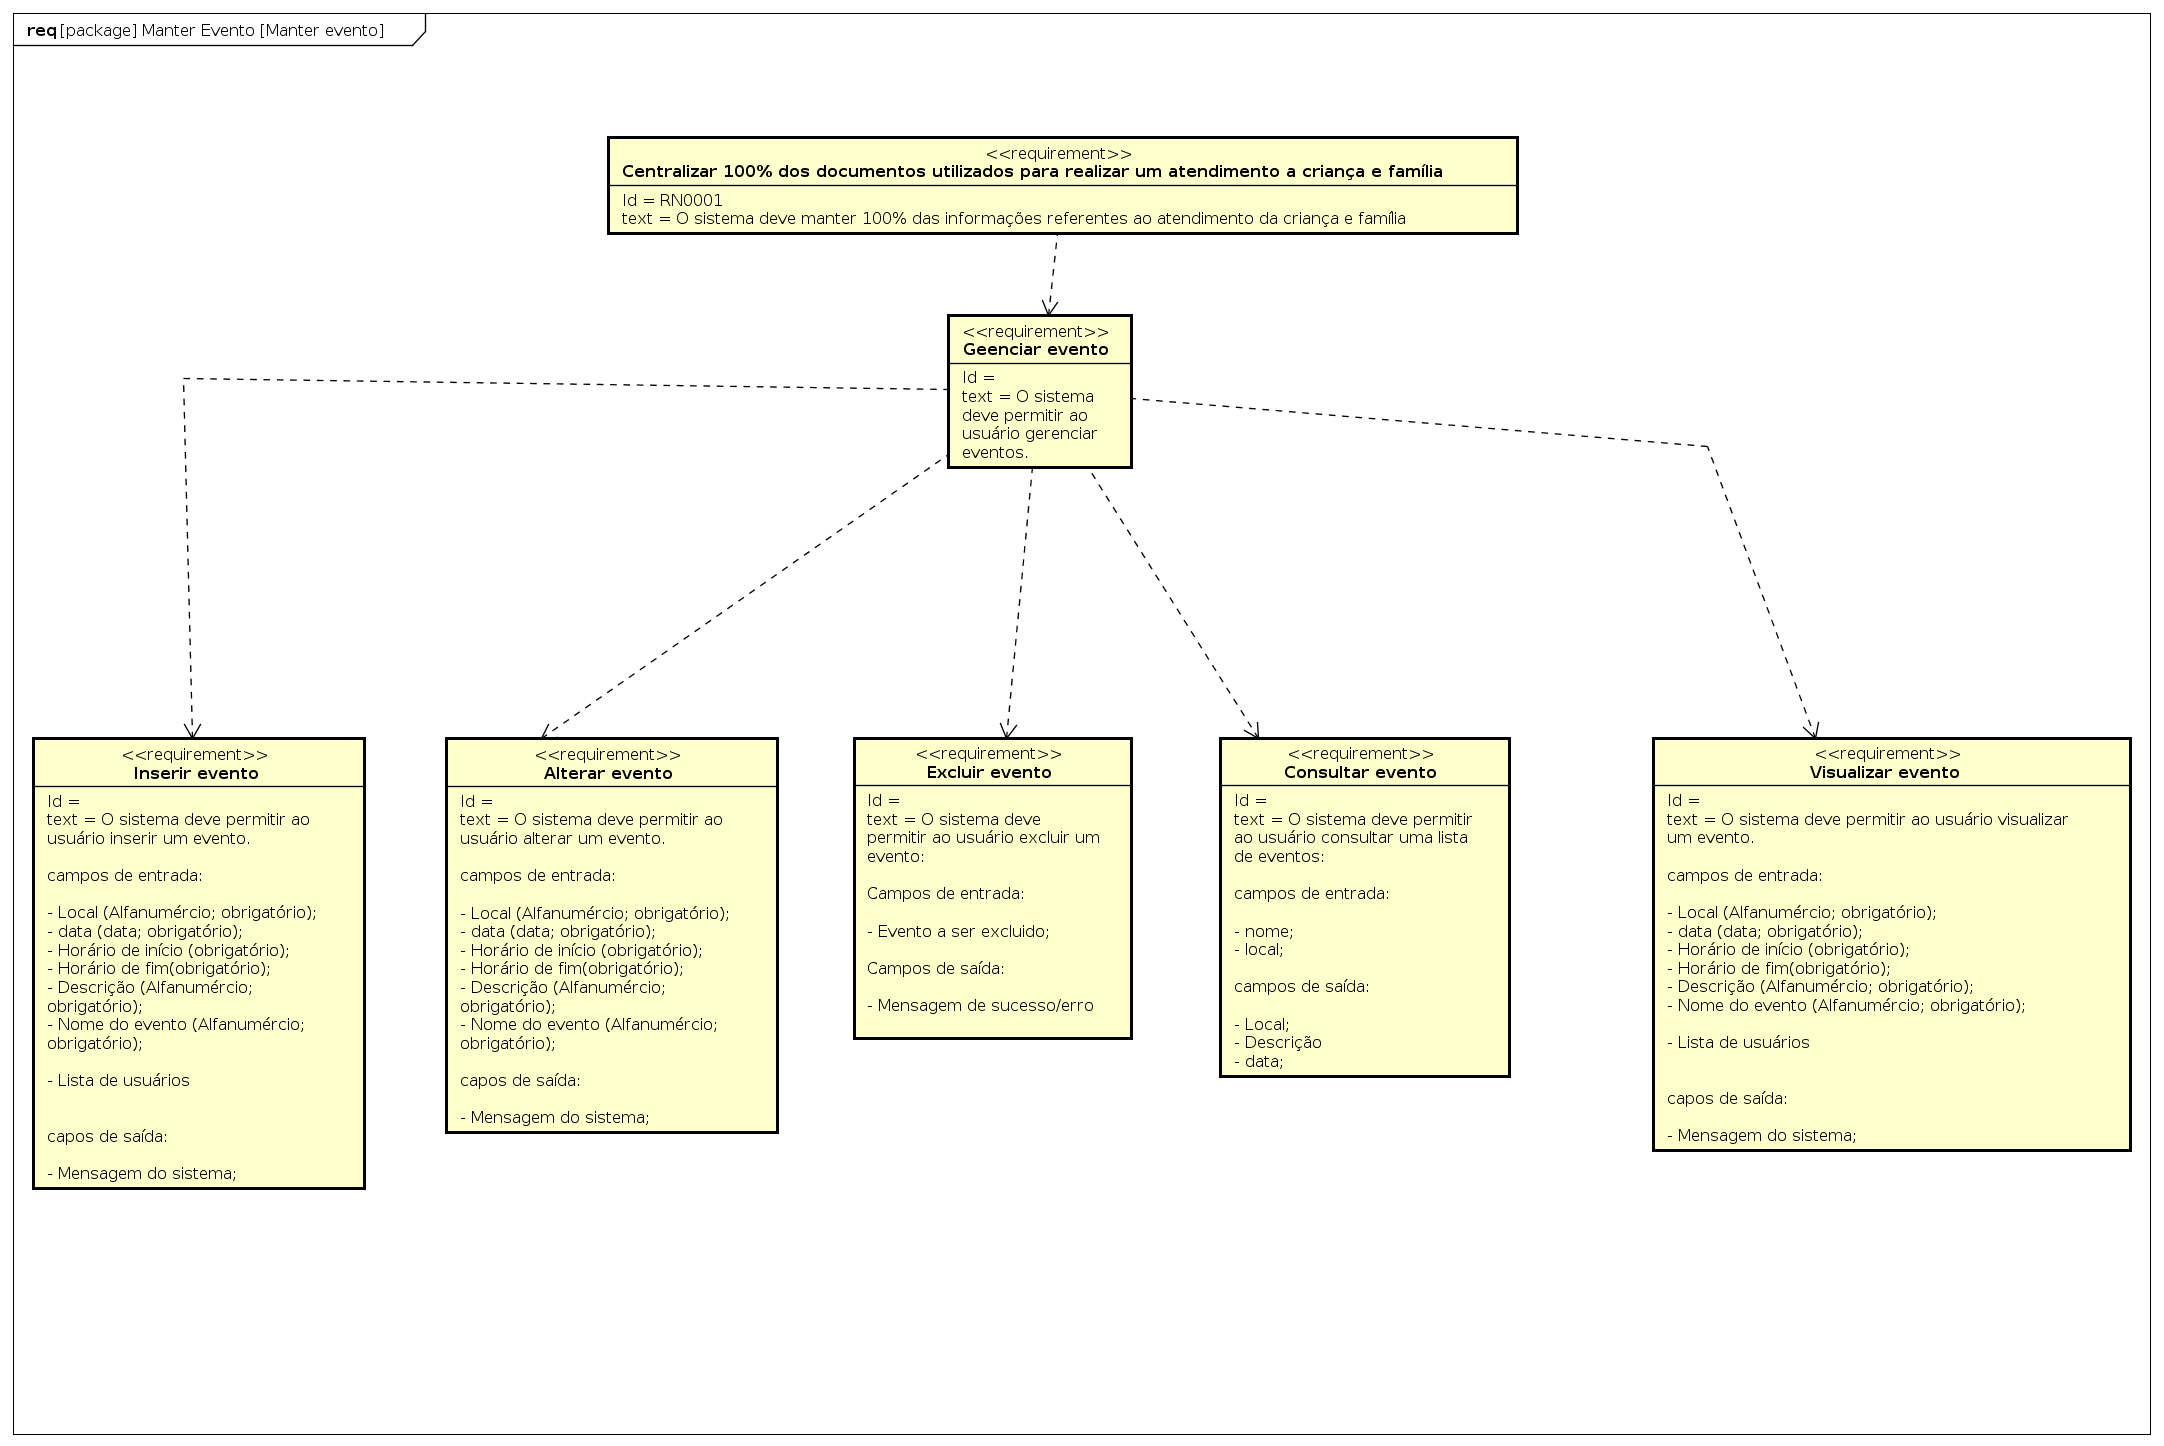 req [package] Manter Evento [Manter evento]
<<requirement>>
Centralizar 100% dos documentos utilizados para realizar um atendimento a criança e família
Id = RN0001
text = O sistema deve manter 100% das informações referentes ao atendimento da criança e família
<<requirement>>
Geenciar evento
Id =
text = O sistema
deve permitir ao
usuário gerenciar
eventos.
<<requirement>>
Inserir evento
Id =
text = O sistema deve permitir ao
usuário inserir um evento.
campos de entrada:
- Local (Alfanumércio; obrigatório);
- data (data; obrigatório);
- Horário de início (obrigatório);
- Horário de fim(obrigatório);
- Descrição (Alfanumércio;
obrigatório);
- Nome do evento (Alfanumércio;
obrigatório);
- Lista de usuários
capos de saída:
- Mensagem do sistema;
<<requirement>>
Alterar evento
Id =
text = O sistema deve permitir ao
usuário alterar um evento.
campos de entrada:
- Local (Alfanumércio; obrigatório);
- data (data; obrigatório);
- Horário de início (obrigatório);
- Horário de fim(obrigatório);
- Descrição (Alfanumércio;
obrigatório);
- Nome do evento (Alfanumércio;
obrigatório);
capos de saída:
- Mensagem do sistema;
<<requirement>>
Excluir evento
Id =
text = O sistema deve
permitir ao usuário excluir um
evento:
Campos de entrada:
- Evento a ser excluido;
Campos de saída:
- Mensagem de sucesso/erro
<<requirement>>
Consultar evento
Id =
text = O sistema deve permitir
ao usuário consultar uma lista
de eventos:
campos de entrada:
- nome;
- local;
campos de saída:
- Local;
- Descrição
- data;
<<requirement>>
Visualizar evento
Id =
text = O sistema deve permitir ao usuário visualizar
um evento.
campos de entrada:
- Local (Alfanumércio; obrigatório);
- data (data; obrigatório);
- Horário de início (obrigatório);
- Horário de fim(obrigatório);
- Descrição (Alfanumércio; obrigatório);
- Nome do evento (Alfanumércio; obrigatório);
- Lista de usuários
capos de saída:
- Mensagem do sistema;